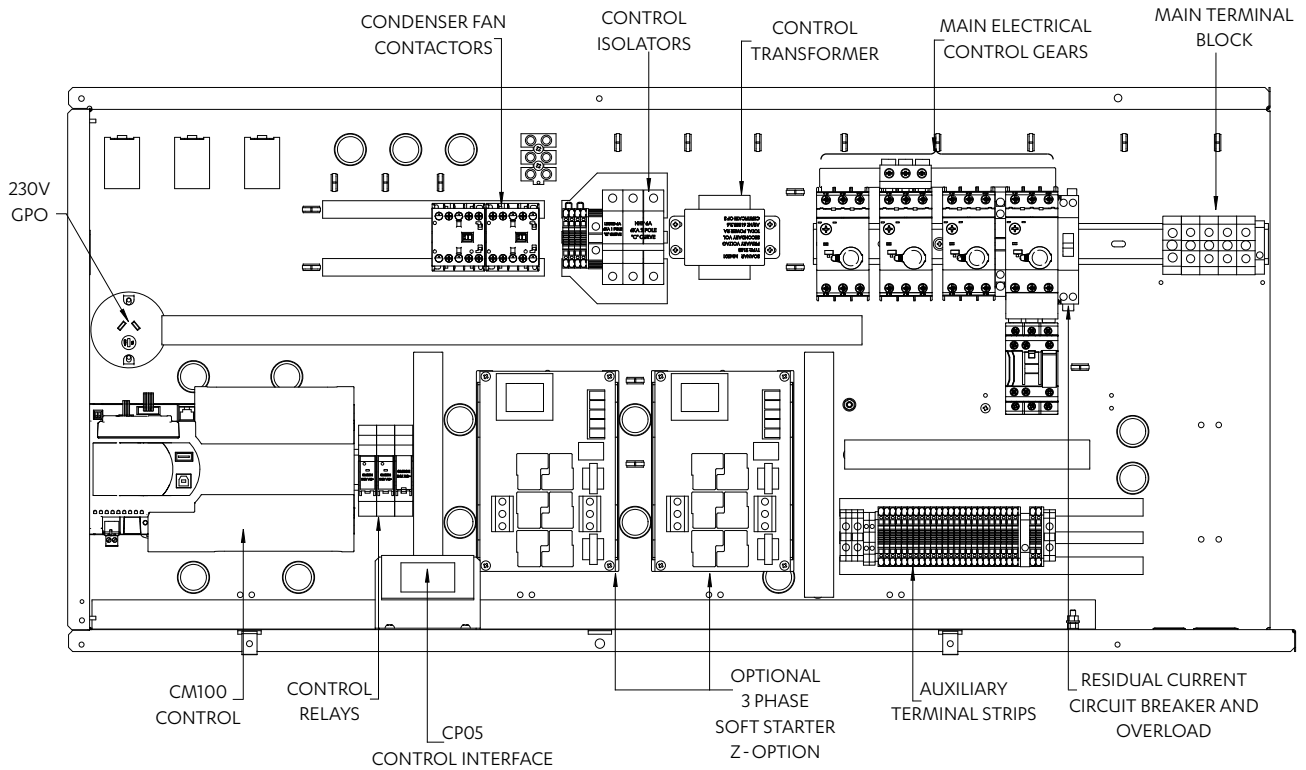 CONDENSER FAN
CONTACTORS
CONTROL
ISOLATORS
CONTROL
TRANSFORMER
MAIN ELECTRICAL
CONTROL GEARS
MAIN TERMINAL
BLOCK
230V
GPO
CM100
CONTROL
CONTROL
RELAYS
CP05
CONTROL INTERFACE
OPTIONAL
3 PHASE
SOFT STARTER
Z-OPTION
AUXILIARY
TERMINAL STRIPS
RESIDUAL CURRENT
CIRCUIT BREAKER AND
OVERLOAD